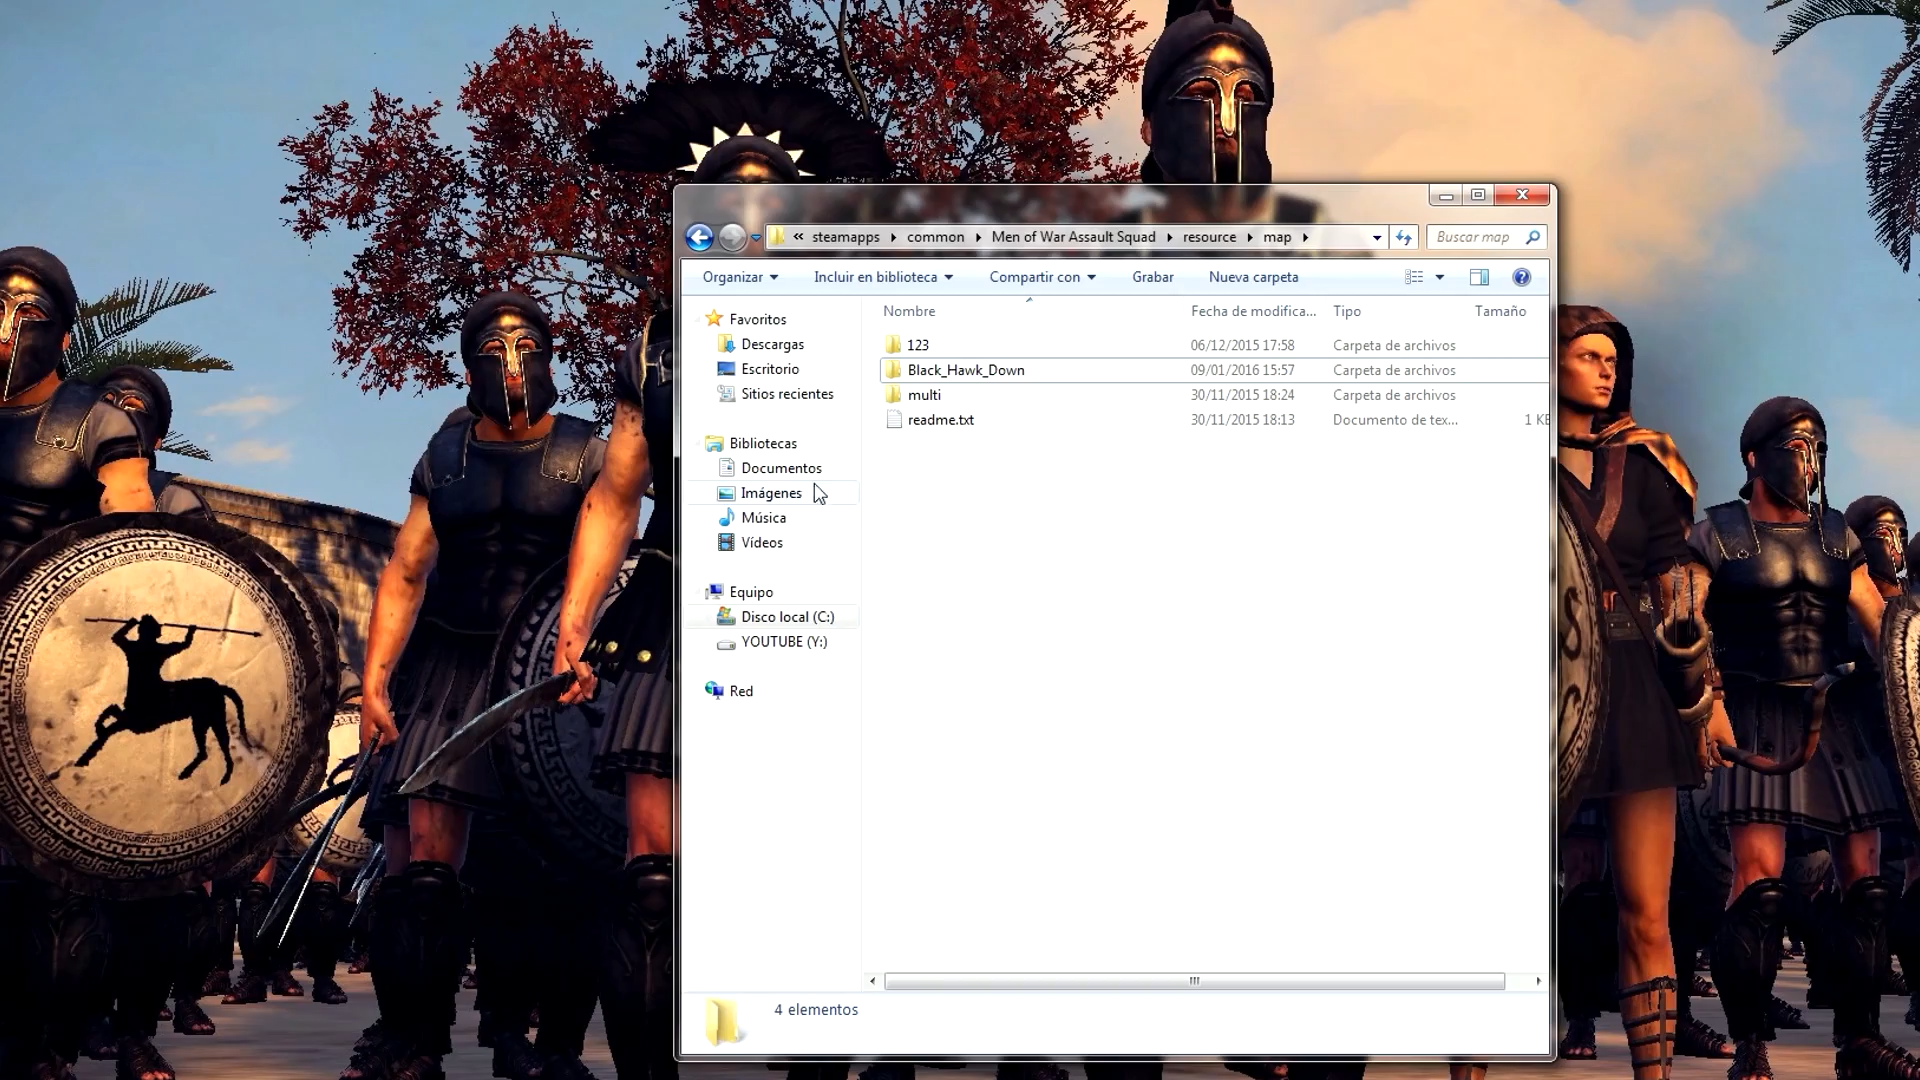 « steamapps ▸ common ▸ Men of War Assault Squad ▸ resource ▸ map ▸
Buscar map
Organizar Incluir en biblioteca Compartir con Grabar Nueva carpeta
Nombre Fecha de modifica... Tipo Tamaño
Favoritos
Descargas
Escritorio
Sitios recientes
Bibliotecas
Documentos
Imágenes
Música
Vídeos
Equipo
Disco local (C:)
YOUTUBE (Y:)
Red
123 06/12/2015 17:58 Carpeta de archivos
Black_Hawk_Down 09/01/2016 15:57 Carpeta de archivos
multi 30/11/2015 18:24 Carpeta de archivos
readme.txt 30/11/2015 18:13 Documento de tex... 1 KB
4 elementos